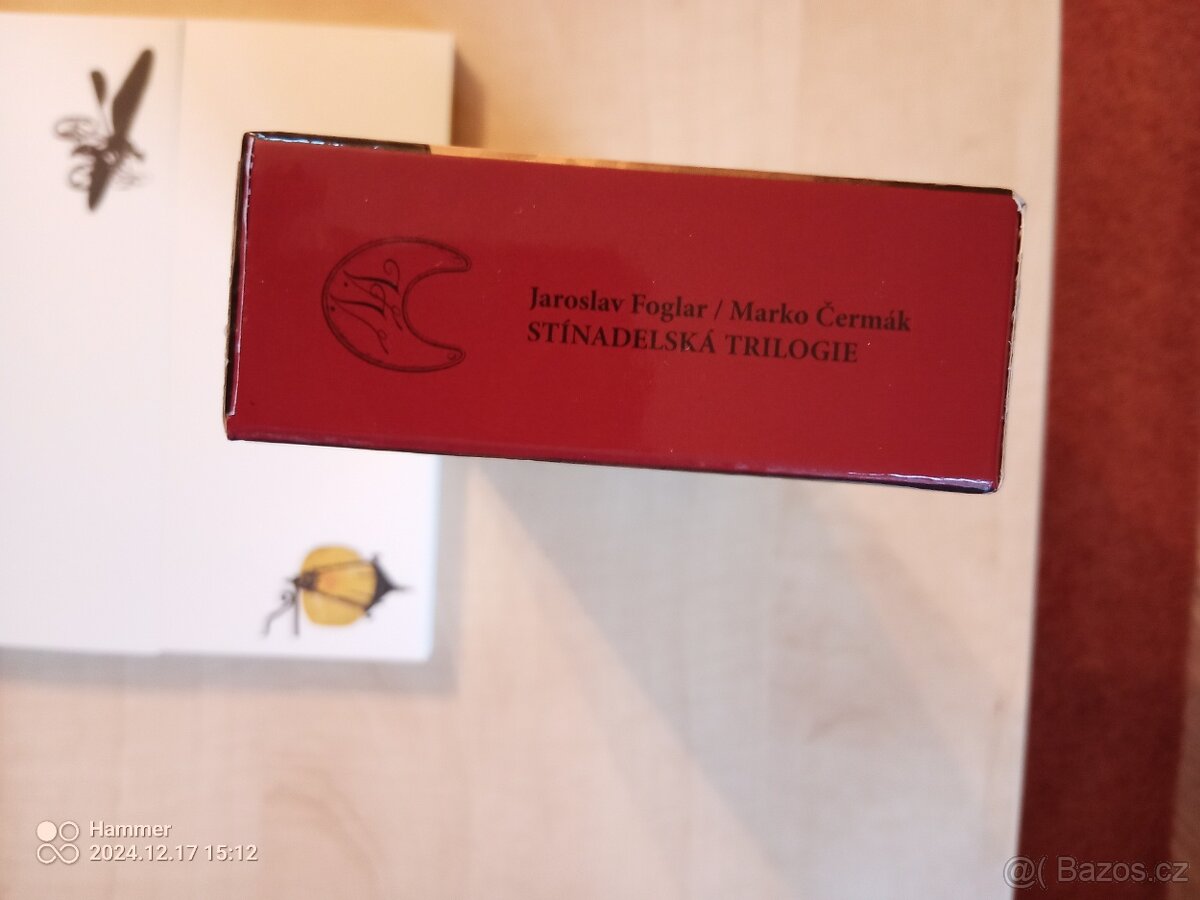 Jaroslav Foglar / Marko Čermák
STÍNADELSKÁ TRILOGIE
Hammer
2024.12.17 15:12
@( Bazos.cz